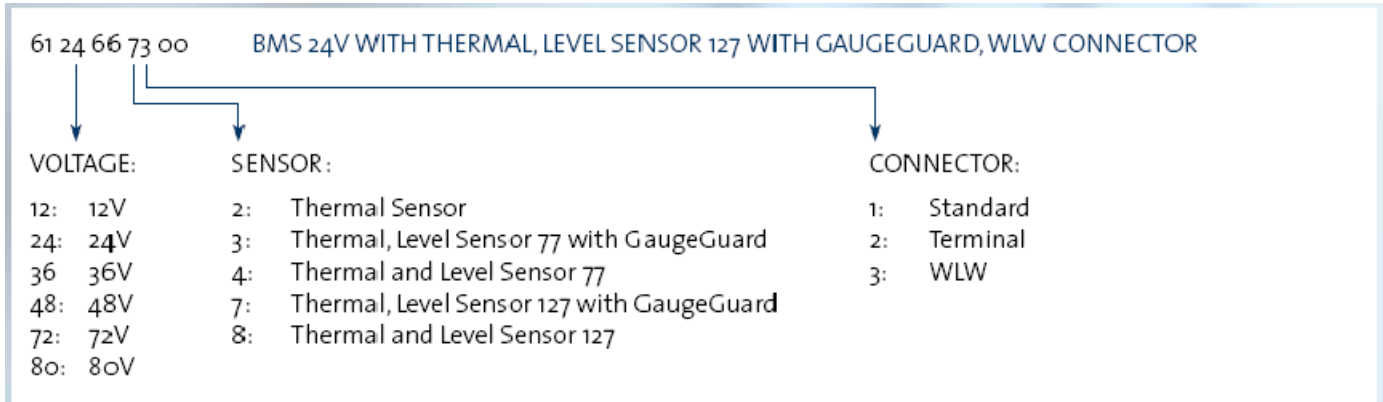 61 24 66 73 00 BMS 24V WITH THERMAL, LEVEL SENSOR 127 WITH GAUGEGUARD, WLW CONNECTOR
VOLTAGE: SENSOR: CONNECTOR:
12: 12V 2: Thermal Sensor 1: Standard
24: 24V 3: Thermal, Level Sensor 77 with GaugeGuard 2: Terminal
36 36V 4: Thermal and Level Sensor 77 3: WLW
48: 48V 7: Thermal, Level Sensor 127 with GaugeGuard
72: 72V 8: Thermal and Level Sensor 127
80: 80V